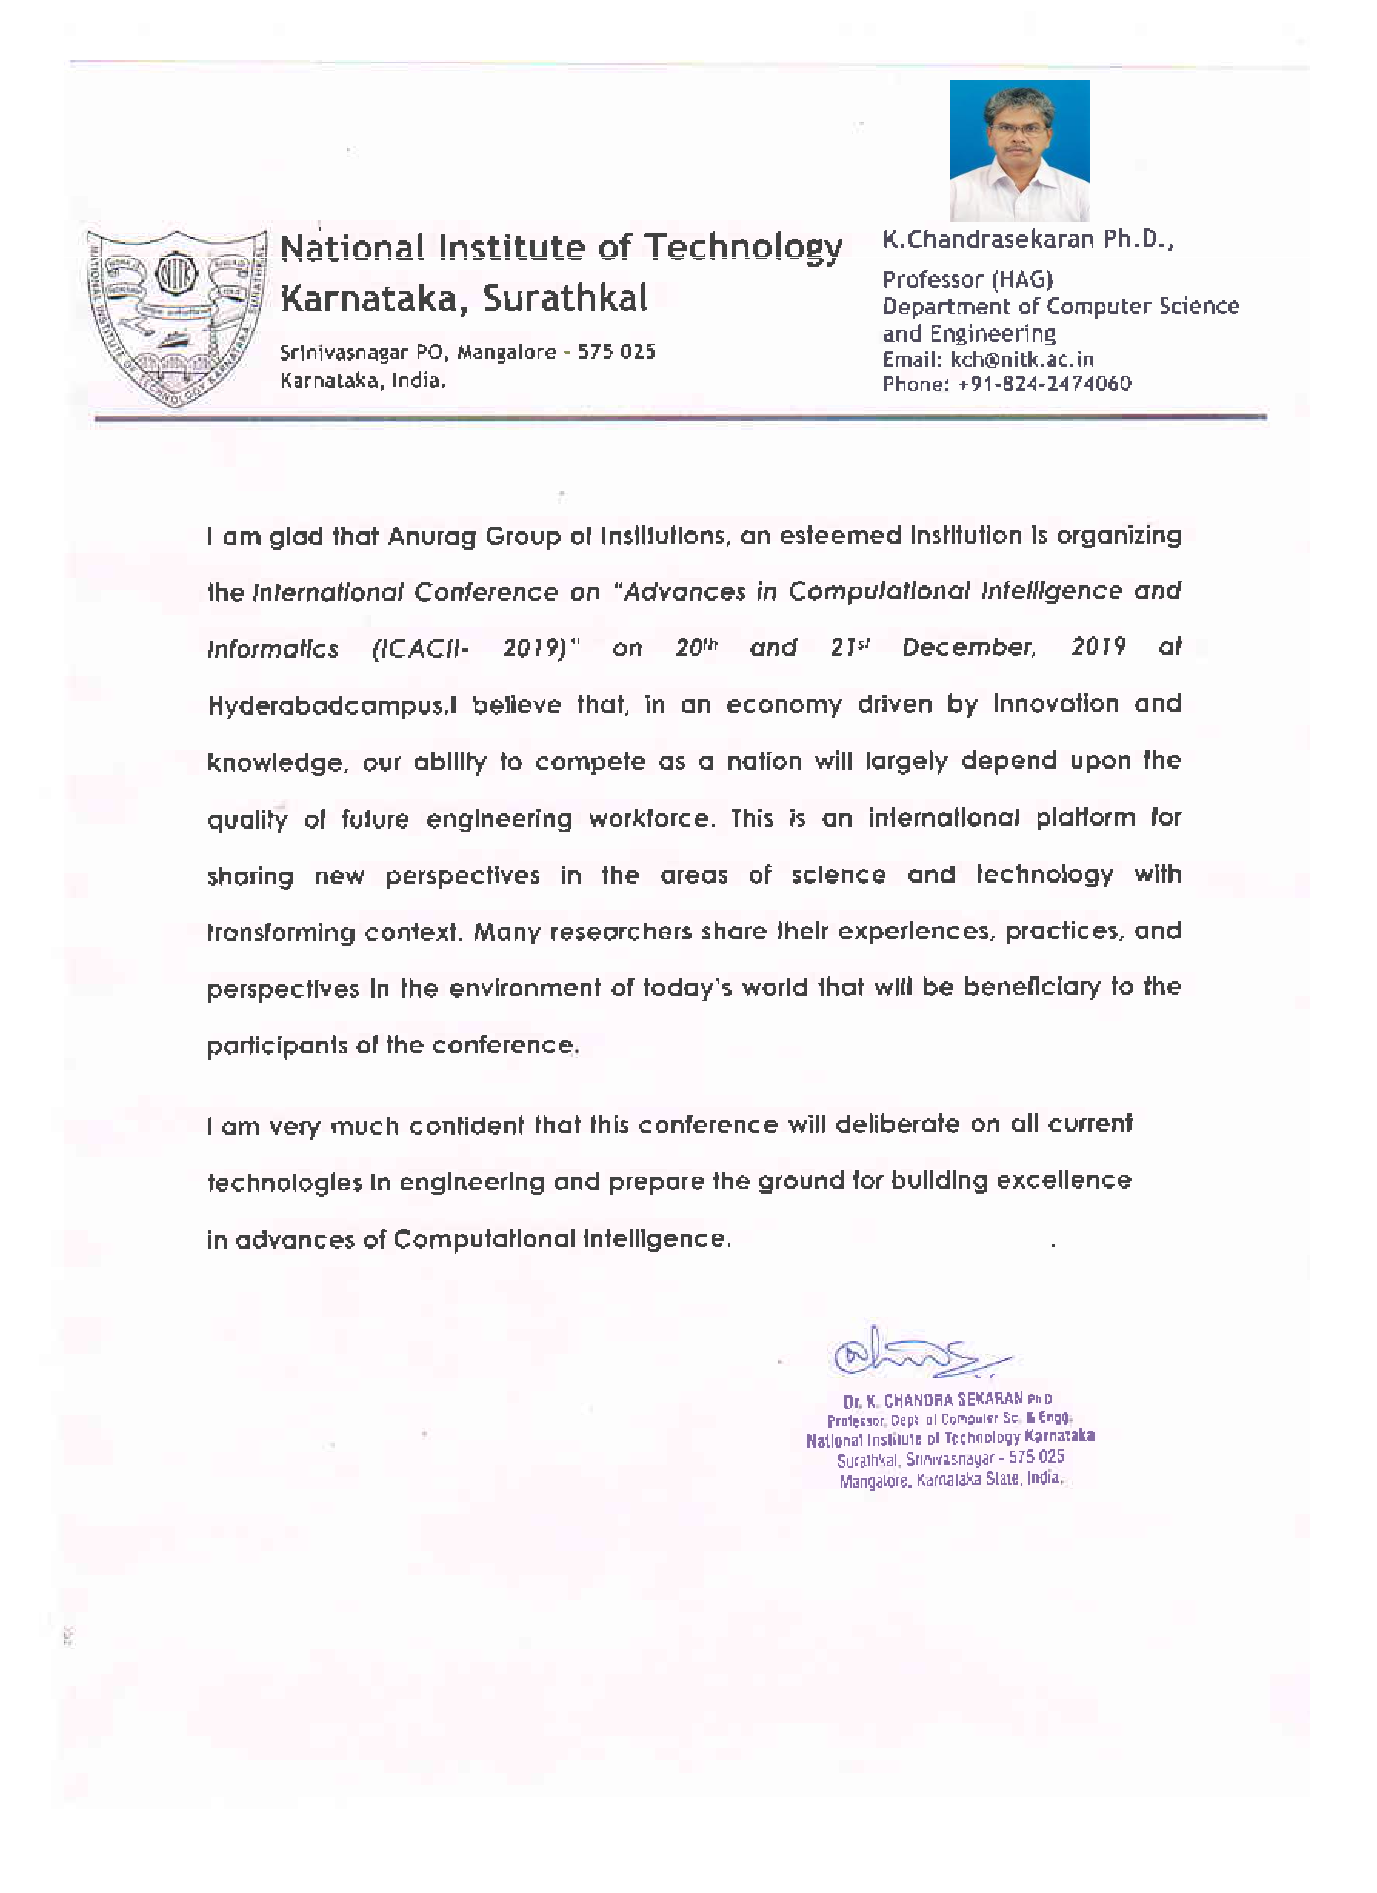 National Institute of Technology
Karnataka, Surathkal
Srinivasnagar PO, Mangalore - 575 025
Karnataka, India.
K.Chandrasekaran Ph.D.,
Professor (HAG)
Department of Computer Science
and Engineering
Email: kch@nitk.ac.in
Phone: +91-824-2474060
NITK
NATIONAL INSTITUTE OF TECHNOLOGY KARNATAKA SURATHKAL
I am glad that Anurag Group of Institutions, an esteemed institution is organizing
the International Conference on "Advances in Computational Intelligence and
Informatics (ICACII- 2019)" on 20th and 21st December, 2019 at
Hyderabadcampus.I believe that, in an economy driven by innovation and
knowledge, our ability to compete as a nation will largely depend upon the
quality of future engineering workforce. This is an international platform for
sharing new perspectives in the areas of science and technology with
transforming context. Many researchers share their experiences, practices, and
perspectives in the environment of today's world that will be beneficiary to the
participants of the conference.
I am very much confident that this conference will deliberate on all current
technologies in engineering and prepare the ground for building excellence
in advances of Computational Intelligence.
Dr. K. CHANDRA SEKARAN PhD
Professor, Dept. of Computer Sc. & Engg.
National Institute of Technology Karnataka
Surathkal, Srinivasnagar - 575 025
Mangalore, Karnataka State, India.